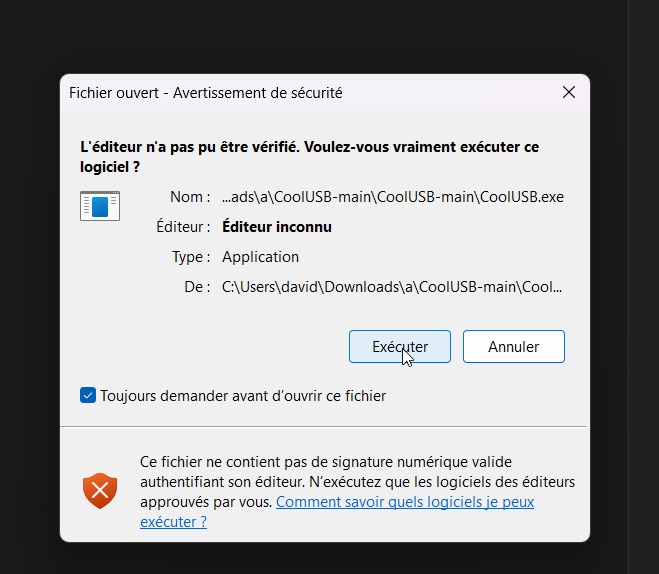 Fichier ouvert - Avertissement de sécurité
L'éditeur n'a pas pu être vérifié. Voulez-vous vraiment exécuter ce
logiciel ?
Nom : ...ads\a\CoolUSB-main\CoolUSB-main\CoolUSB.exe
Éditeur : Éditeur inconnu
Type : Application
De : C:\Users\david\Downloads\a\CoolUSB-main\Cool...
Exécuter Annuler
Toujours demander avant d'ouvrir ce fichier
Ce fichier ne contient pas de signature numérique valide
authentifiant son éditeur. N'exécutez que les logiciels des éditeurs
approuvés par vous. Comment savoir quels logiciels je peux
exécuter ?